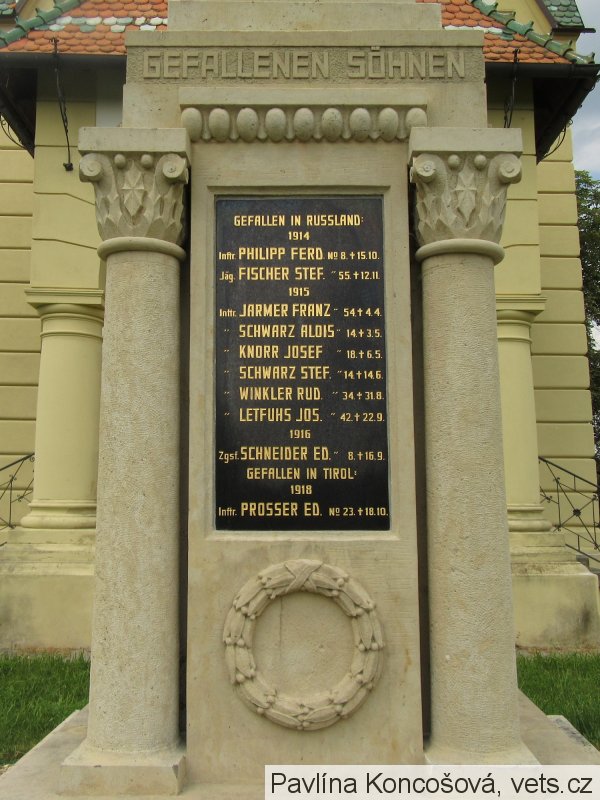 GEFALLENEN SÖHNEN
GEFALLEN IN RUSSLAND:
1914
Inftr. PHILIPP FERD. No 8. † 15.10.
Jäg. FISCHER STEF. " 55. † 12.11.
1915
Inftr. JARMER FRANZ " 54. † 4.4.
" SCHWARZ ALOIS " 14. † 3.5.
" KNORR JOSEF " 18. † 6.5.
" SCHWARZ STEF. " 14. † 14.6.
" WINKLER RUD. " 34. † 31.8.
" LETFUHS JOS. " 42. † 22.9.
1916
Zgsf. SCHNEIDER ED. " 8. † 16.9.
GEFALLEN IN TIROL:
1918
Inftr. PROSSER ED. No 23. † 18.10.
Pavlína Koncošová, vets.cz